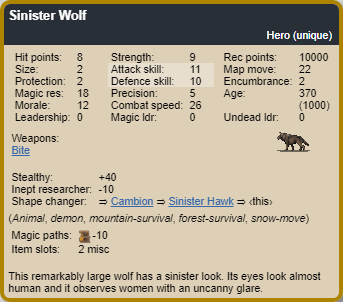 Sinister Wolf
Hero (unique)
Hit points: 8 Strength: 9 Rec points: 10000
Size: 2 Attack skill: 11 Map move: 22
Protection: 2 Defence skill: 10 Encumbrance: 2
Magic res: 18 Precision: 5 Age: 370
Morale: 12 Combat speed: 26 (1000)
Leadership: 0 Magic ldr: 0 Undead ldr: 0
Weapons:
Bite
Stealthy: +40
Inept researcher: -10
Shape changer: ⇒ Cambion ⇒ Sinister Hawk ⇒ ‹this›
(Animal, demon, mountain-survival, forest-survival, snow-move)
Magic paths: -10
Item slots: 2 misc
This remarkably large wolf has a sinister look. Its eyes look almost
human and it observes women with an uncanny glare.